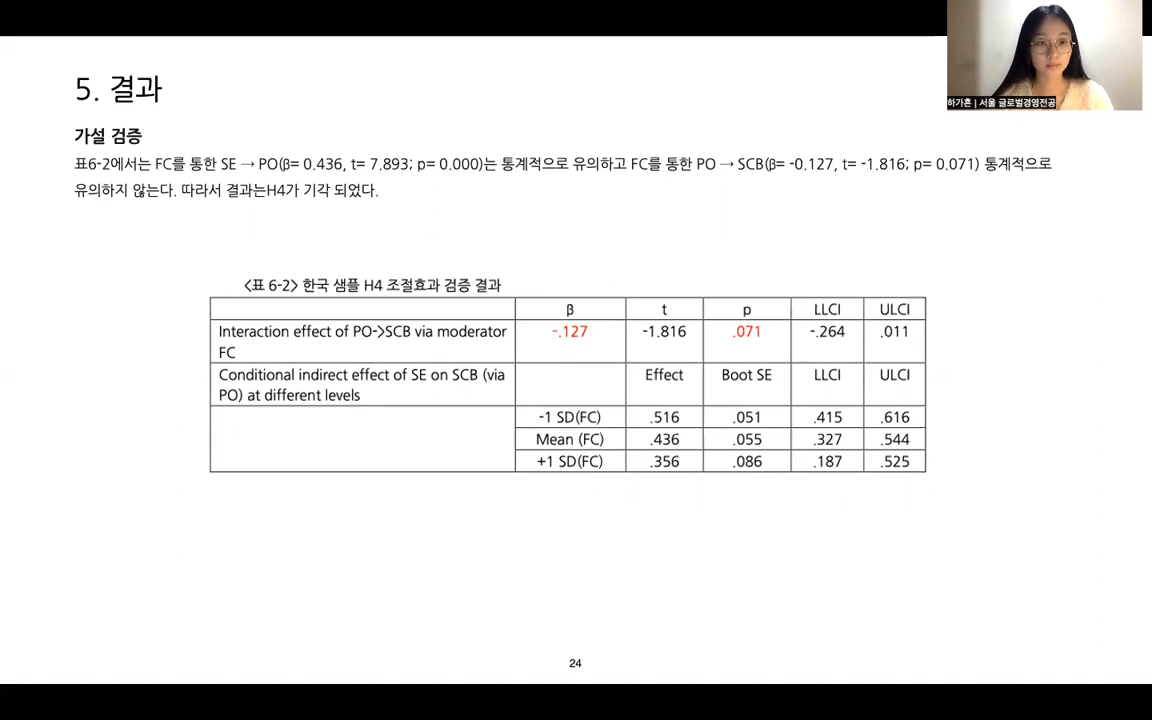 하가흔 | 서울 글로벌경영전공
5. 결과
가설 검증
표6-2에서는 FC를 통한 SE → PO(β= 0.436, t= 7.893; p= 0.000)는 통계적으로 유의하고 FC를 통한 PO → SCB(β= -0.127, t= -1.816; p= 0.071) 통계적으로
유의하지 않는다. 따라서 결과는H4가 기각 되었다.
<표 6-2> 한국 샘플 H4 조절효과 검증 결과
β t p LLCI ULCI
Interaction effect of PO->SCB via moderator -.127 -1.816 .071 -.264 .011
FC
Conditional indirect effect of SE on SCB (via Effect Boot SE LLCI ULCI
PO) at different levels
-1 SD(FC) .516 .051 .415 .616
Mean (FC) .436 .055 .327 .544
+1 SD(FC) .356 .086 .187 .525
24